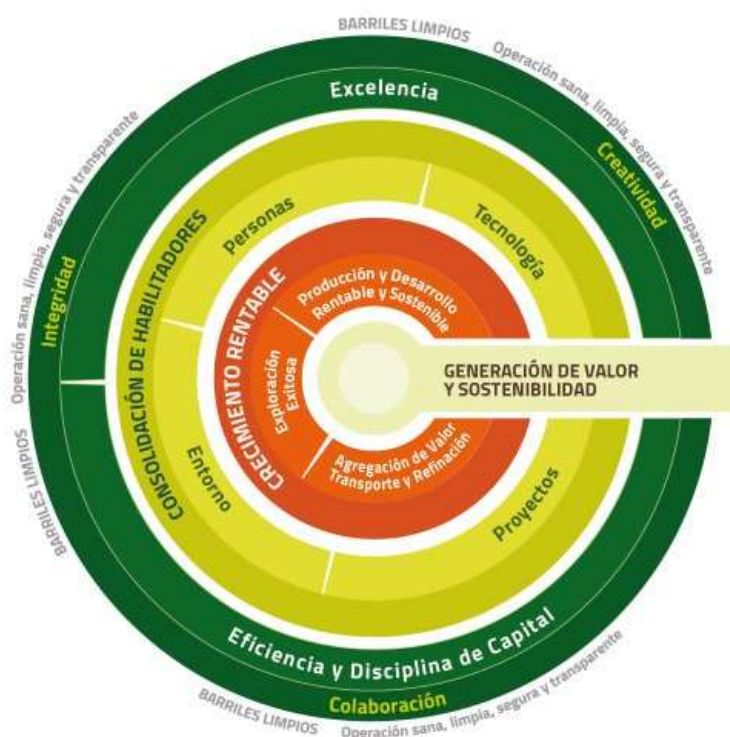 BARRILES LIMPIOS
Operación sana, limpia, segura y transparente
Operación sana, limpia, segura y transparente
Excelencia
Creatividad
Integridad
CONSOLIDACIÓN DE HABILITADORES
Personas
Tecnología
CRECIMIENTO RENTABLE
Producción y Desarrollo
Rentable y Sostenible
Exploración
Exitosa
GENERACIÓN DE VALOR
Y SOSTENIBILIDAD
Agregación de Valor
Transporte y Refinación
Entorno
Proyectos
BARRILES LIMPIOS
Eficiencia y Disciplina de Capital
Colaboración
BARRILES LIMPIOS
Operación sana, limpia, segura y transparente